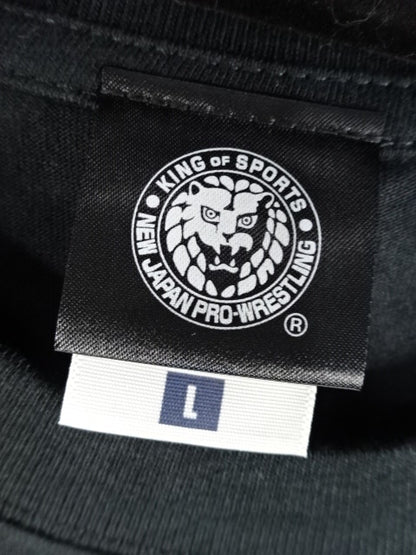 • KING OF SPORTS •
NEW JAPAN PRO-WRESTLING
®
L